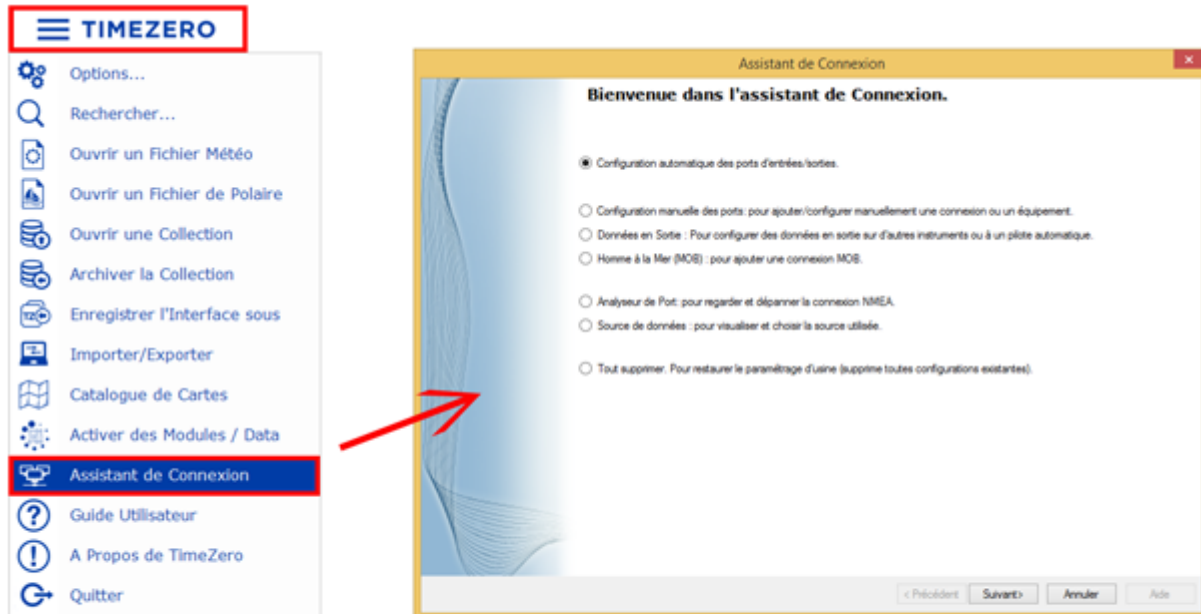 TIMEZERO
Options...
Rechercher...
Ouvrir un Fichier Météo
Ouvrir un Fichier de Polaire
Ouvrir une Collection
Archiver la Collection
Enregistrer l'Interface sous
Importer/Exporter
Catalogue de Cartes
Activer des Modules / Data
Assistant de Connexion
Guide Utilisateur
A Propos de TimeZero
Quitter
Assistant de Connexion
Bienvenue dans l'assistant de Connexion.
Configuration automatique des ports d'entrées/sorties.
Configuration manuelle des ports: pour ajouter/configurer manuellement une connexion ou un équipement.
Données en Sortie : Pour configurer des données en sortie sur d'autres instruments ou à un pilote automatique.
Homme à la Mer (MOB) : pour ajouter une connexion MOB.
Analyseur de Port: pour regarder et dépanner la connexion NMEA.
Source de données : pour visualiser et choisir la source utilisée.
Tout supprimer. Pour restaurer le paramétrage d'usine (supprime toutes configurations existantes).
< Précédent Suivant> Annuler Aide